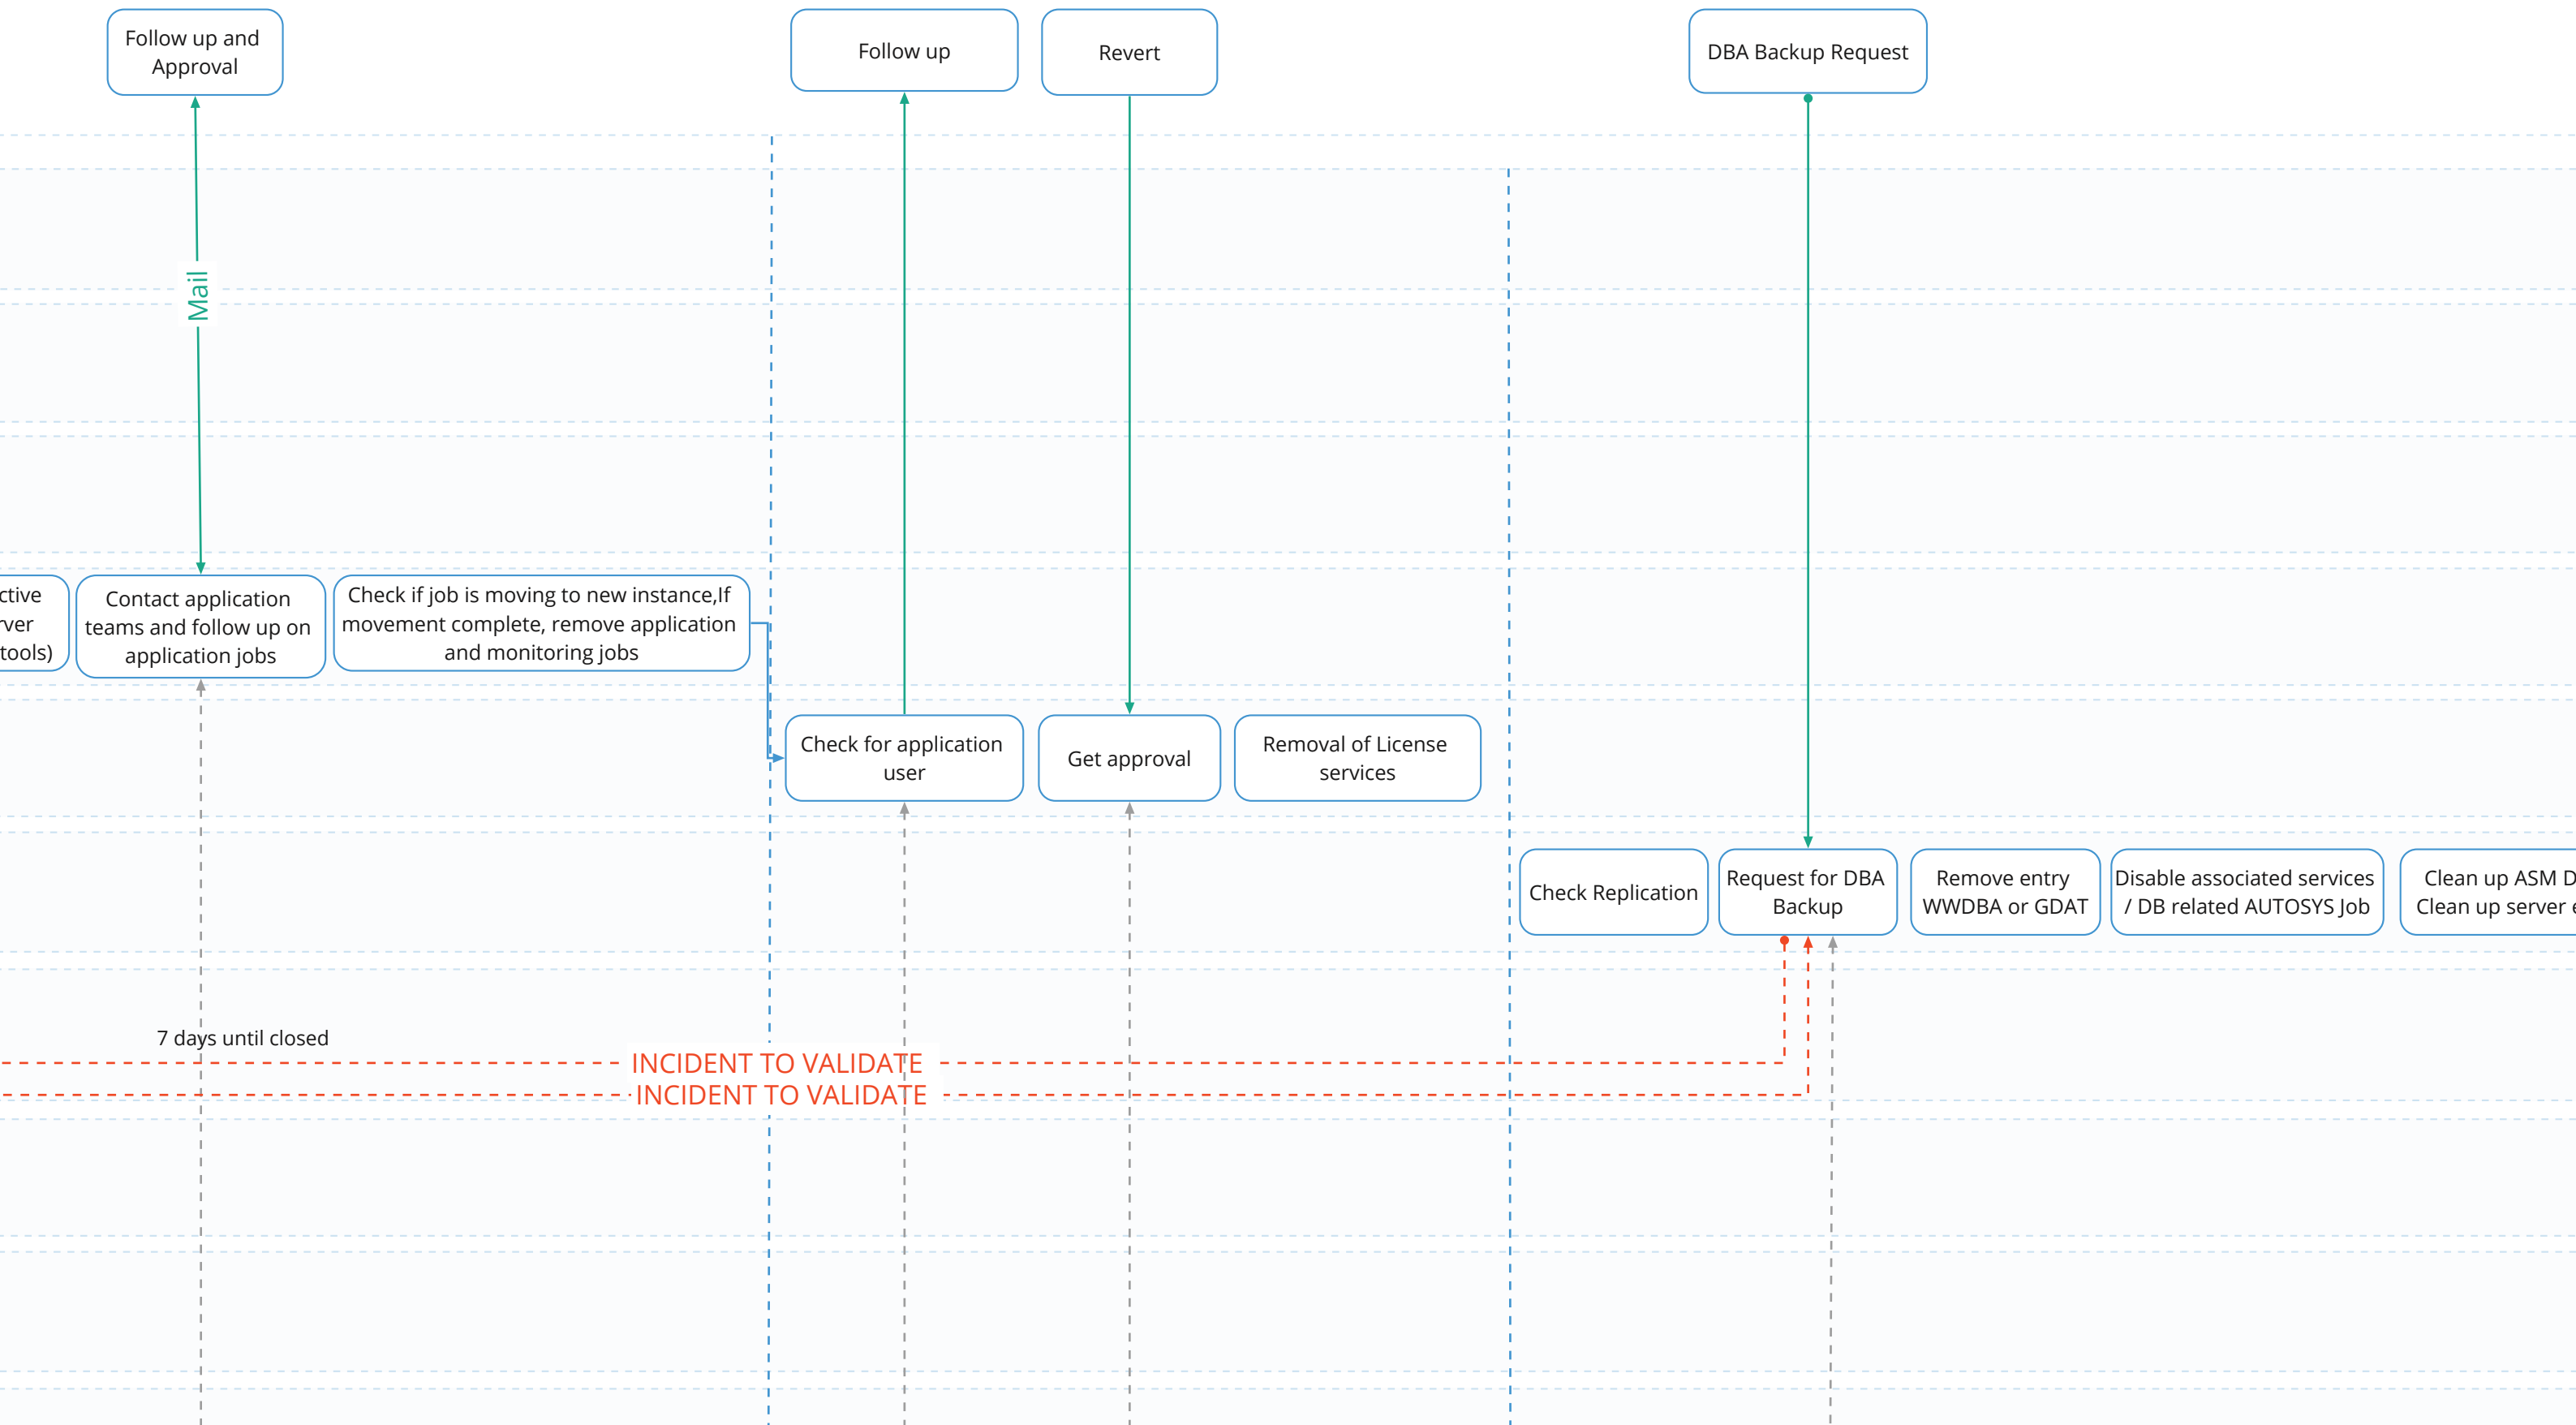 Follow up and
Approval
Follow up
Revert
DBA Backup Request
Mail
ctive
rver
tools)
Contact application
teams and follow up on
application jobs
Check if job is moving to new instance,If
movement complete, remove application
and monitoring jobs
Check for application
user
Get approval
Removal of License
services
Check Replication
Request for DBA
Backup
Remove entry
WWDBA or GDAT
Disable associated services
/ DB related AUTOSYS Job
Clean up ASM D
Clean up server e
7 days until closed
INCIDENT TO VALIDATE
INCIDENT TO VALIDATE